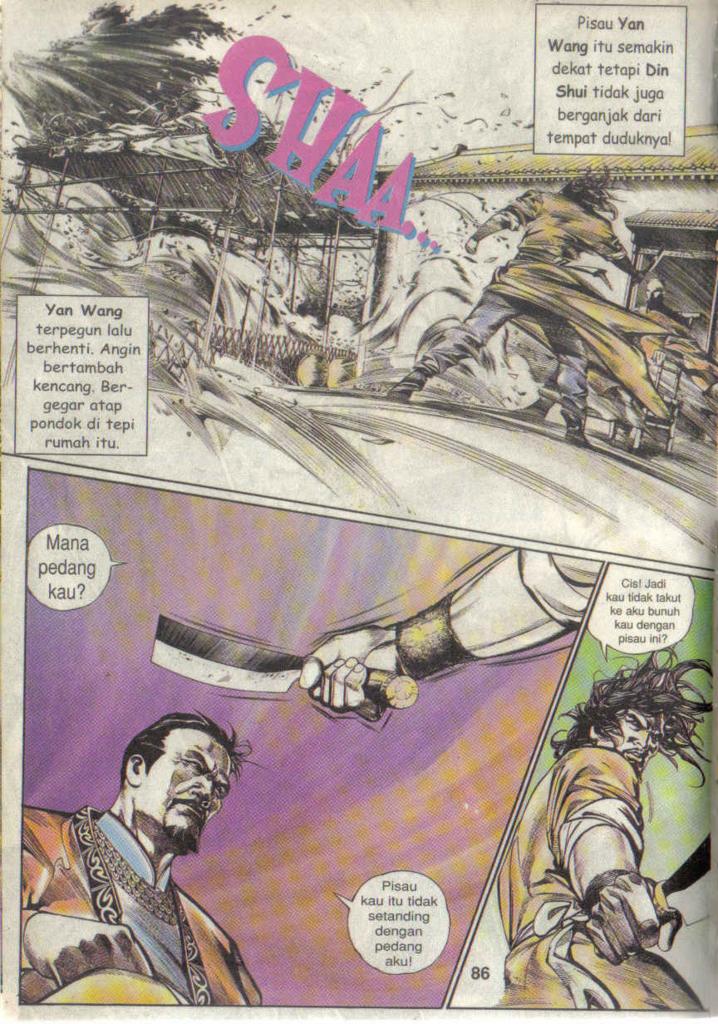 Pisau Yan
Wang itu semakin
dekat tetapi Din
Shui tidak juga
berganjak dari
tempat duduknya!
SHAA...
Yan Wang
terpegun lalu
berhenti. Angin
bertambah
kencang. Ber-
gegar atap
pondok di tepi
rumah itu.
Mana
pedang
kau?
Cis! Jadi
kau tidak takut
ke aku bunuh
kau dengan
pisau ini?
Pisau
kau itu tidak
setanding
dengan
pedang
aku!
86